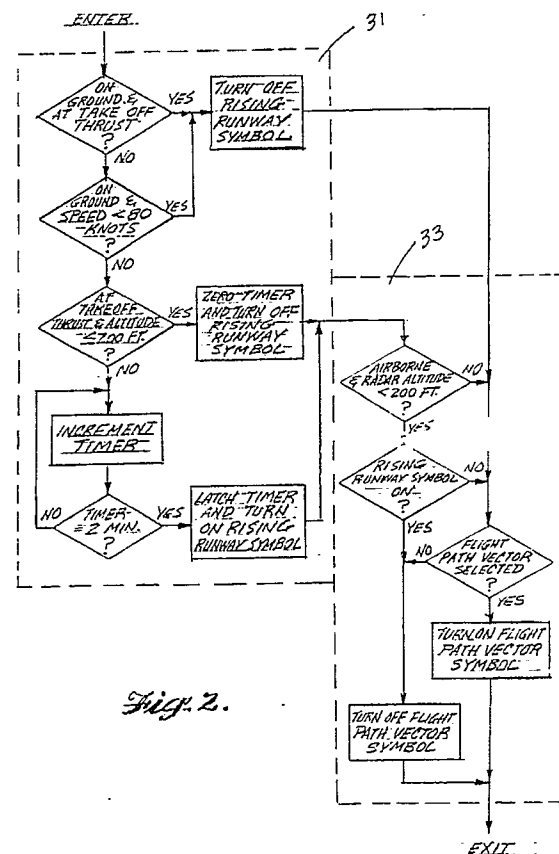 ENTER
31
ON
GROUND &
AT TAKE OFF
THRUST
?
YES
NO
TURN OFF
RISING-
RUNWAY
SYMBOL
ON
GROUND &
SPEED < 80
KNOTS
?
YES
NO
33
AT
TAKEOFF
THRUST & ALTITUDE
≤200 FT.
?
YES
NO
ZERO TIMER
AND TURN OFF
RISING
RUNWAY
SYMBOL
AIRBORNE
& RADAR ALTITUDE
<200 FT.
?
NO
YES
INCREMENT
TIMER
RISING
RUNWAY SYMBOL
ON
?
NO
YES
TIMER
= 2 MIN.
?
NO
YES
LATCH TIMER
AND TURN
ON RISING
RUNWAY SYMBOL
FLIGHT
PATH VECTOR
SELECTED
?
NO
YES
TURN ON FLIGHT
PATH VECTOR
SYMBOL
TURN OFF FLIGHT
PATH VECTOR
SYMBOL
Fig. 2.
EXIT